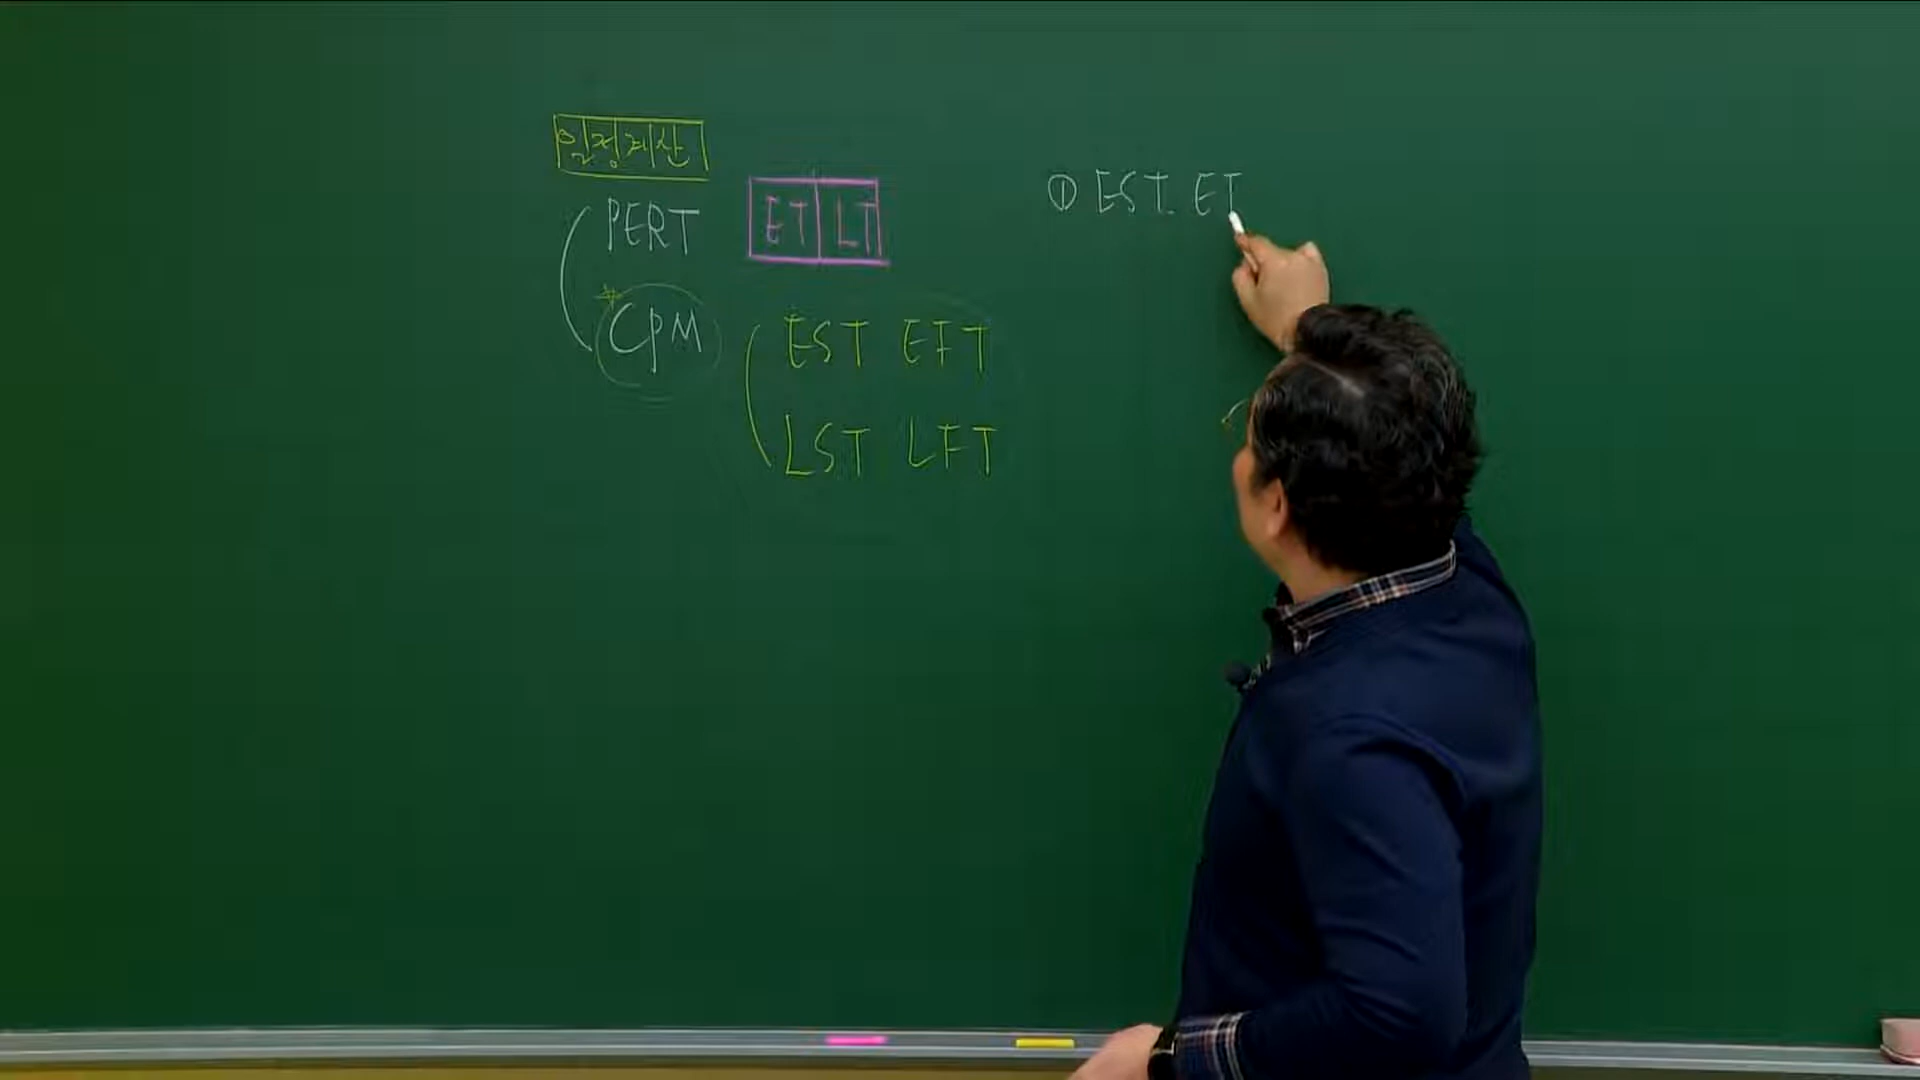 일정계산
PERT ET LT
* CPM EST EFT
LST LFT
① EST. ET